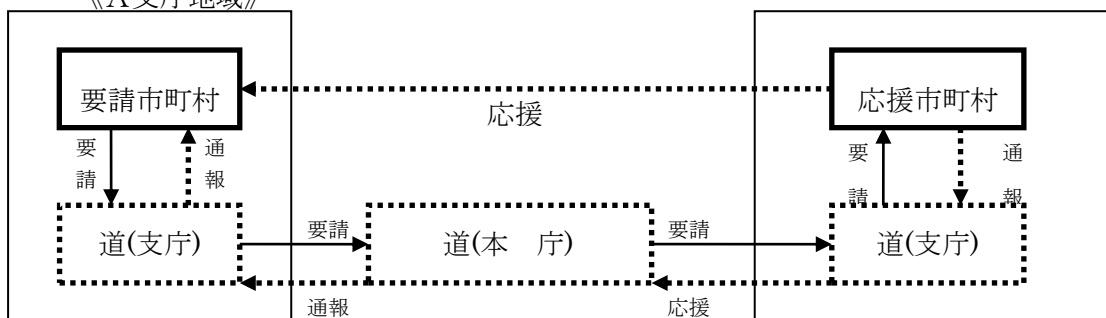 《A支庁地域》
要請市町村
応援市町村
応援
要請
通報
要請
通報
道(支庁)
要請
道(本　庁)
要請
道(支庁)
通報
応援